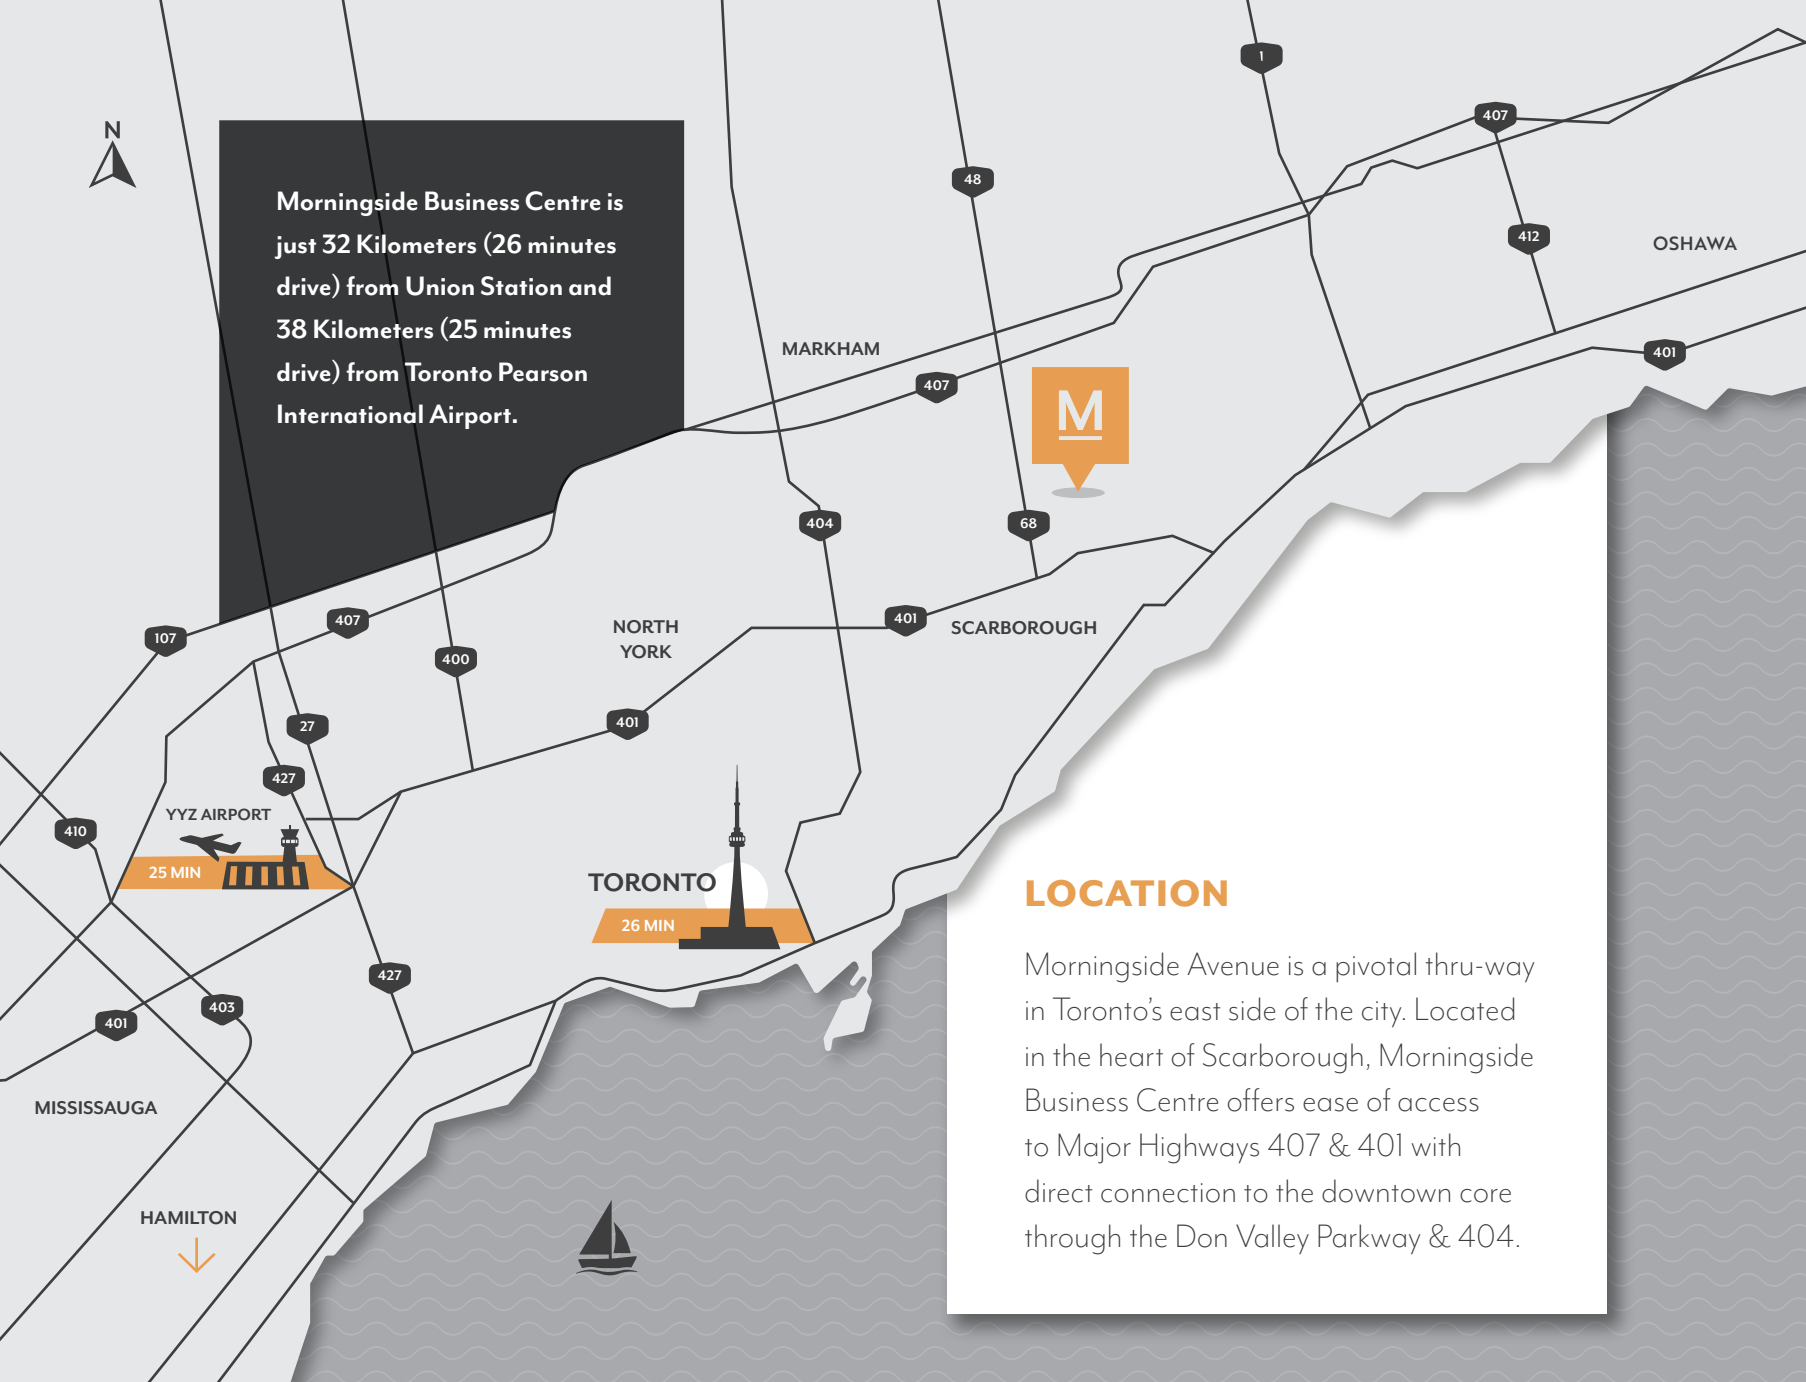 N
1
407
48
412
OSHAWA
Morningside Business Centre is
just 32 Kilometers (26 minutes
drive) from Union Station and
38 Kilometers (25 minutes
drive) from Toronto Pearson
International Airport.
MARKHAM
407
401
M
404
68
107
407
400
NORTH
YORK
401
SCARBOROUGH
27
401
427
YYZ AIRPORT
410
25 MIN
TORONTO
26 MIN
427
403
401
MISSISSAUGA
HAMILTON
LOCATION
Morningside Avenue is a pivotal thru-way
in Toronto’s east side of the city. Located
in the heart of Scarborough, Morningside
Business Centre offers ease of access
to Major Highways 407 & 401 with
direct connection to the downtown core
through the Don Valley Parkway & 404.